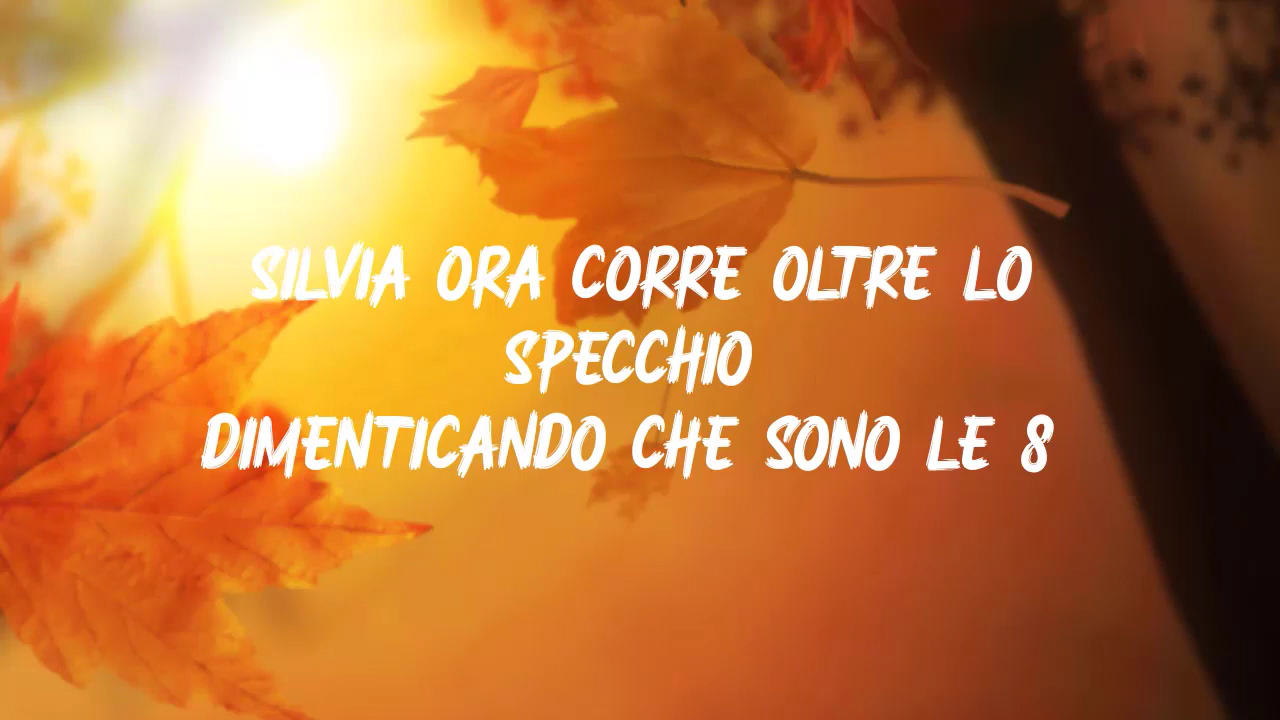 SILVIA ORA CORRE OLTRE LO
SPECCHIO
DIMENTICANDO CHE SONO LE 8